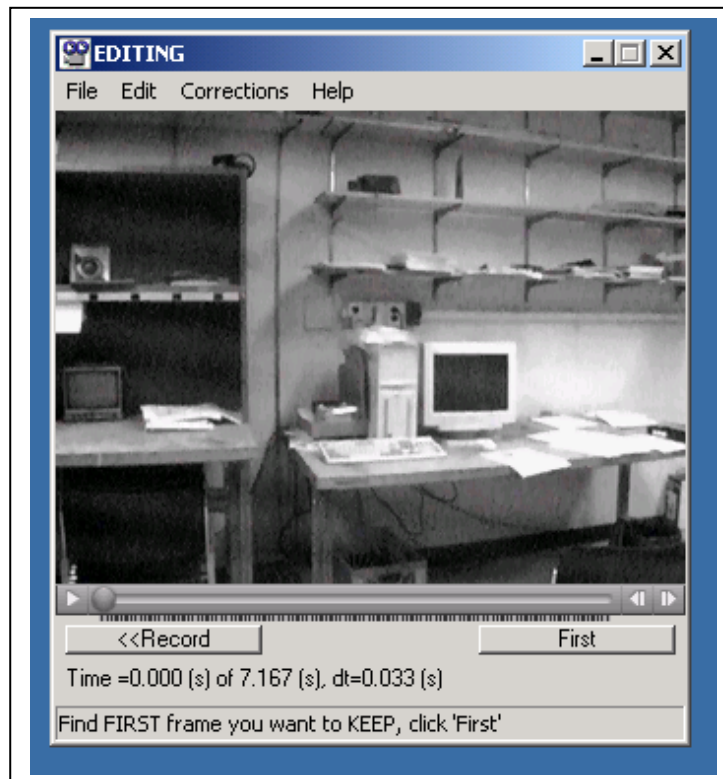 EDITING
File Edit Corrections Help
<<Record First
Time =0.000 (s) of 7.167 (s), dt=0.033 (s)
Find FIRST frame you want to KEEP, click 'First'